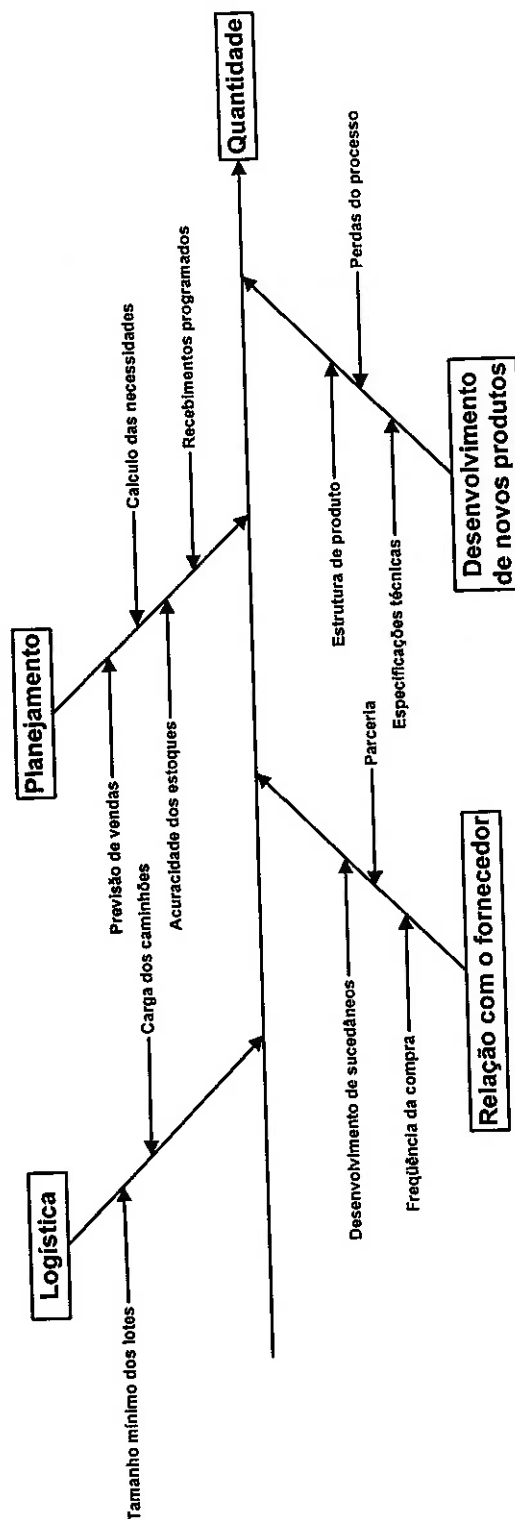 Logística
Tamanho mínimo dos lotes
Carga dos caminhões
Planejamento
Previsão de vendas
Calculo das necessidades
Acuracidade dos estoques
Recebimentos programados
Quantidade
Desenvolvimento de sucedâneos
Parceria
Freqüência da compra
Relação com o fornecedor
Estrutura de produto
Perdas do processo
Especificações técnicas
Desenvolvimento
de novos produtos